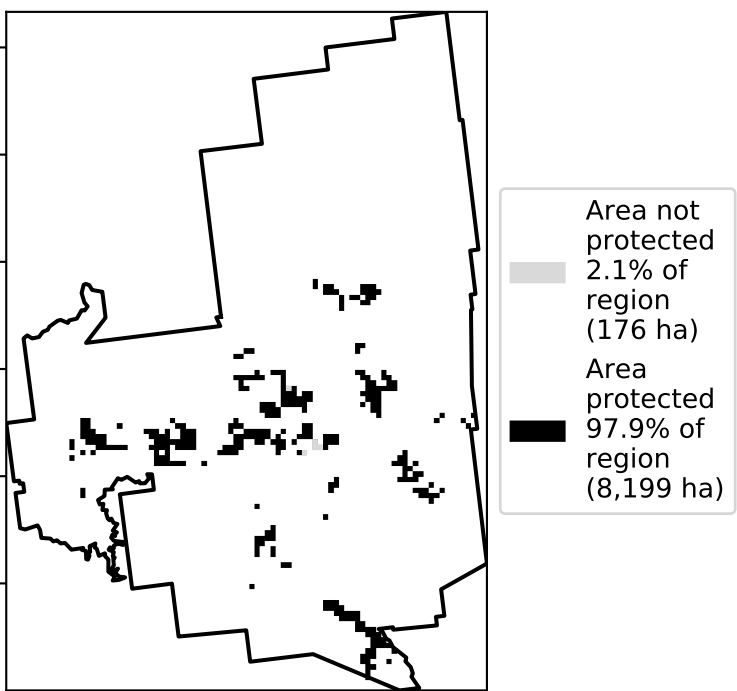 Area not
protected
2.1% of
region
(176 ha)
Area
protected
97.9% of
region
(8,199 ha)